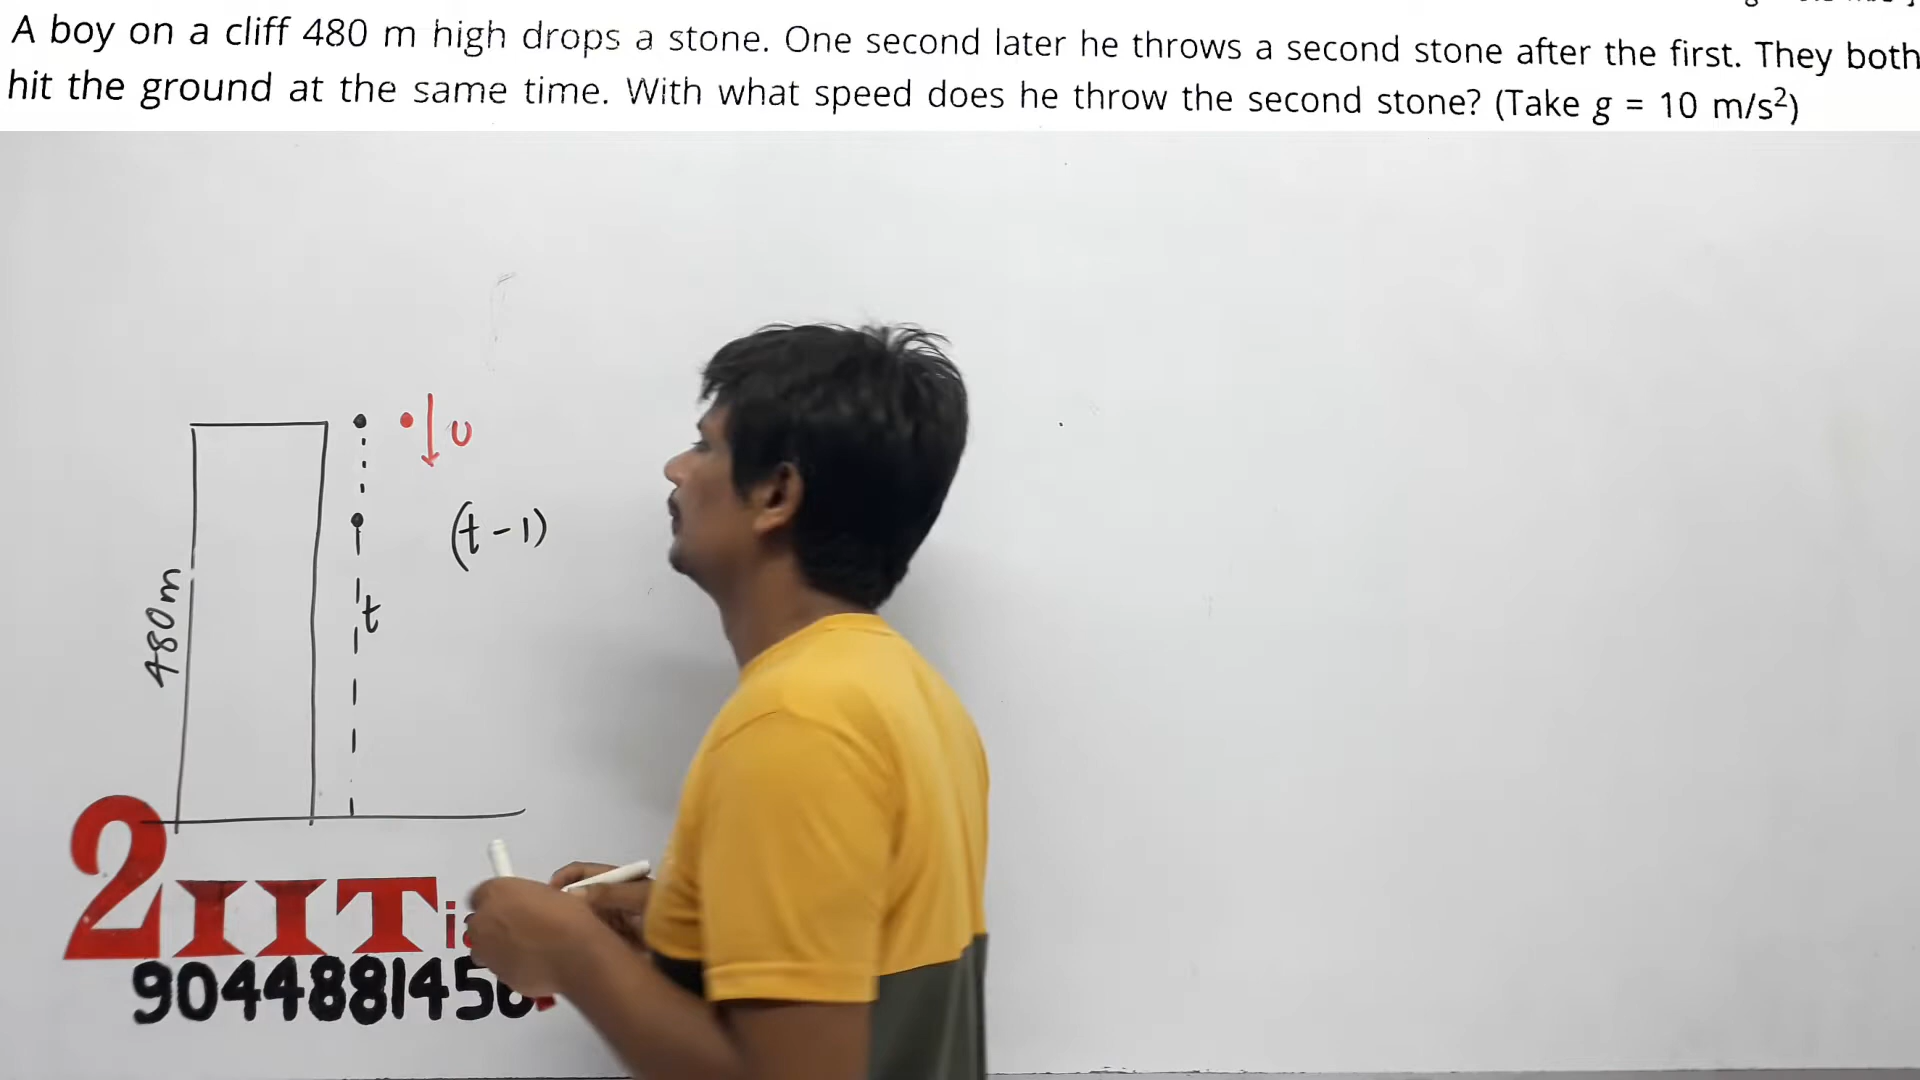 A boy on a cliff 480 m high drops a stone. One second later he throws a second stone after the first. They both
hit the ground at the same time. With what speed does he throw the second stone? (Take g = 10 m/s²)
u
(t-1)
t
480m
2IIT
904488145